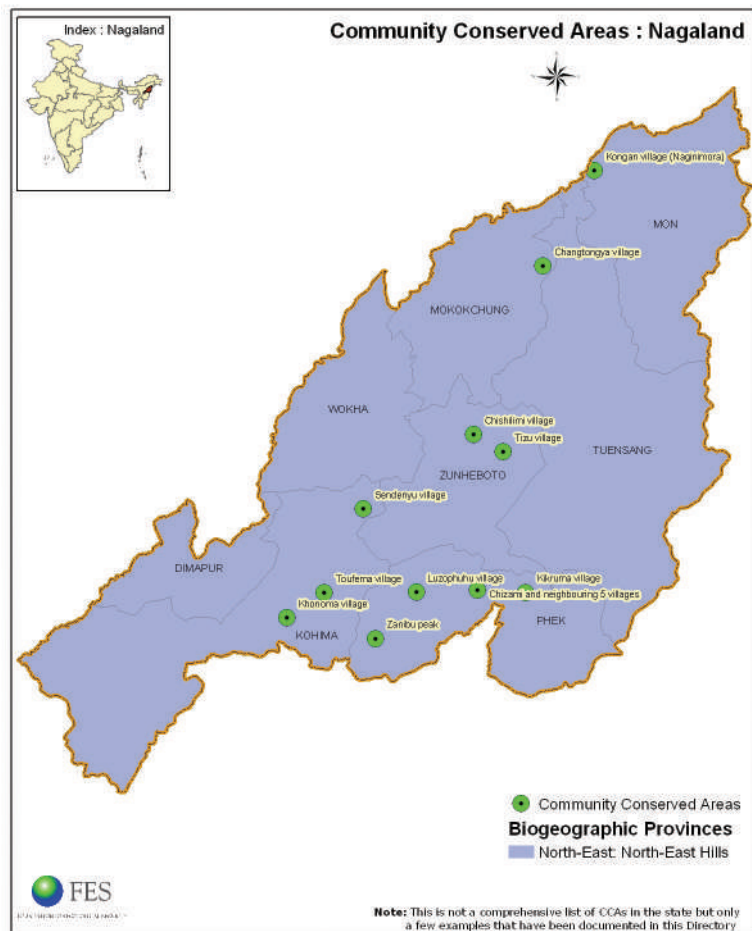 Index : Nagaland
Community Conserved Areas : Nagaland
Kongan village (Naginimora)
MON
Changtongya village
MOKOKCHUNG
WOKHA
Chishilimi village
Tizu village
TUENSANG
ZUNHEBOTO
Sendenyu village
DIMAPUR
Toufema village
Luzophuhu village
Kikruma village
Chizami and neighbouring 5 villages
Khonoma village
PHEK
KOHIMA
Zanibu peak
Community Conserved Areas
Biogeographic Provinces
North-East: North-East Hills
FES
Note: This is not a comprehensive list of CCAs in the state but only
a few examples that have been documented in this Directory